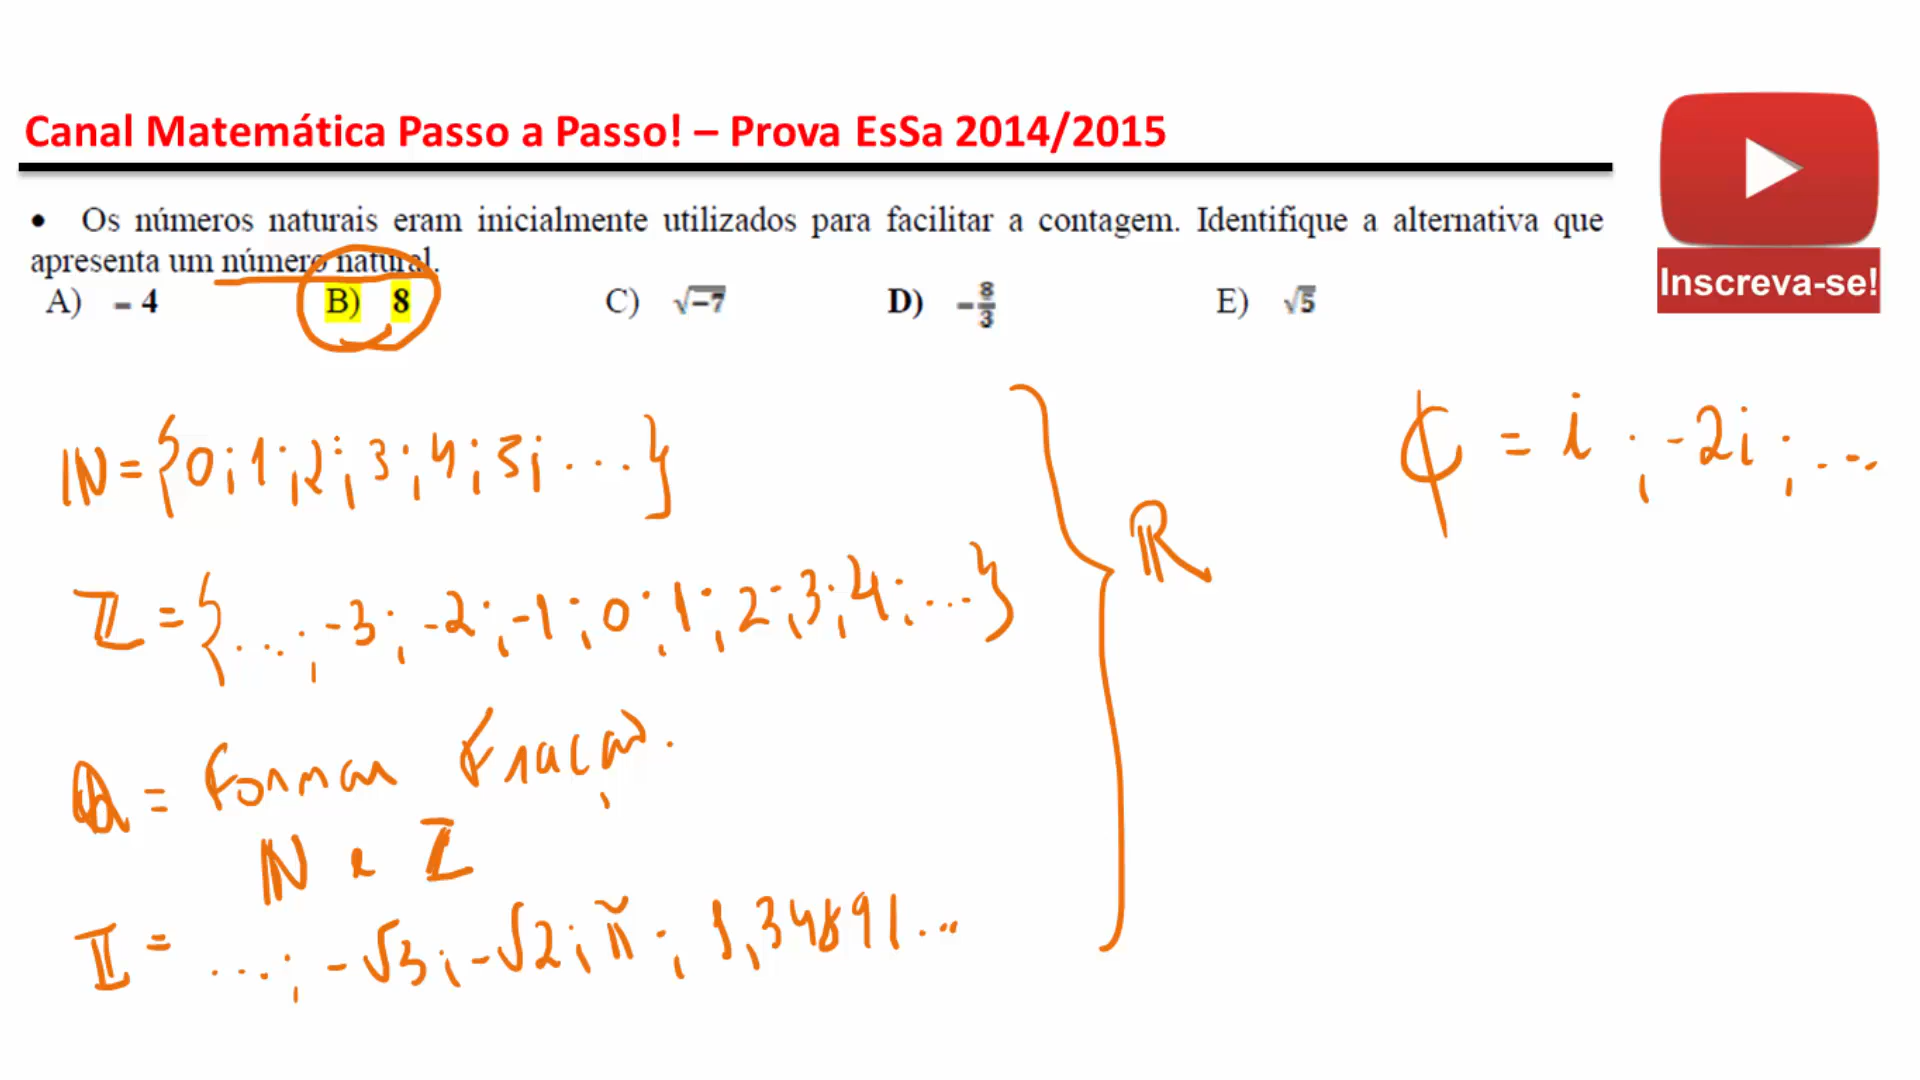 Canal Matemática Passo a Passo! – Prova EsSa 2014/2015
• Os números naturais eram inicialmente utilizados para facilitar a contagem. Identifique a alternativa que
apresenta um número natural.
A) – 4 B) 8 C) √−7 D) −8/3 E) √5
Inscreva-se!
ℕ = {0; 1; 2; 3; 4; 5; ...}
ℤ = {...; -3; -2; -1; 0; 1; 2; 3; 4; ...}
ℝ
ℂ = i; -2i; ...
ℚ = Formar Fração.
ℕ e ℤ
𝕀 = ...; -√3; -√2; π; 1,34891...